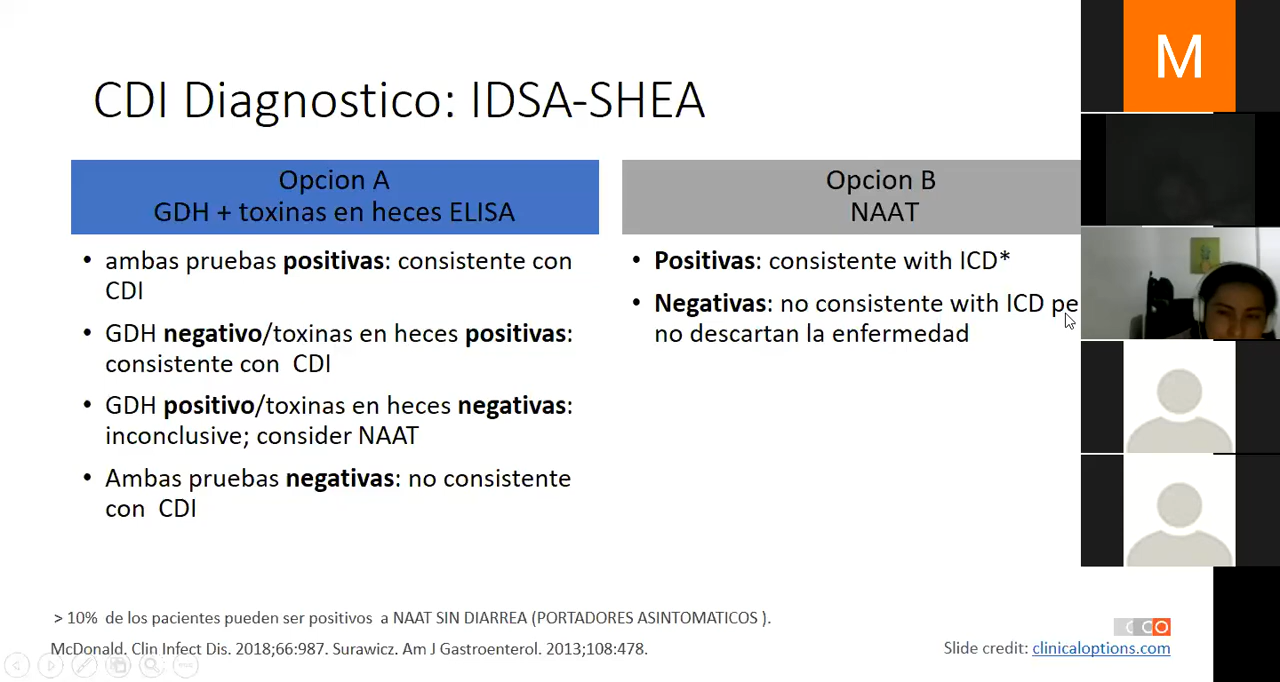 M
CDI Diagnostico: IDSA-SHEA
Opcion A
GDH + toxinas en heces ELISA
• ambas pruebas positivas: consistente con
CDI
• GDH negativo/toxinas en heces positivas:
consistente con CDI
• GDH positivo/toxinas en heces negativas:
inconclusive; consider NAAT
• Ambas pruebas negativas: no consistente
con CDI
Opcion B
NAAT
• Positivas: consistente with ICD*
• Negativas: no consistente with ICD pe
no descartan la enfermedad
> 10% de los pacientes pueden ser positivos a NAAT SIN DIARREA (PORTADORES ASINTOMATICOS ).
McDonald. Clin Infect Dis. 2018;66:987. Surawicz. Am J Gastroenterol. 2013;108:478.
CCO
Slide credit: clinicaloptions.com